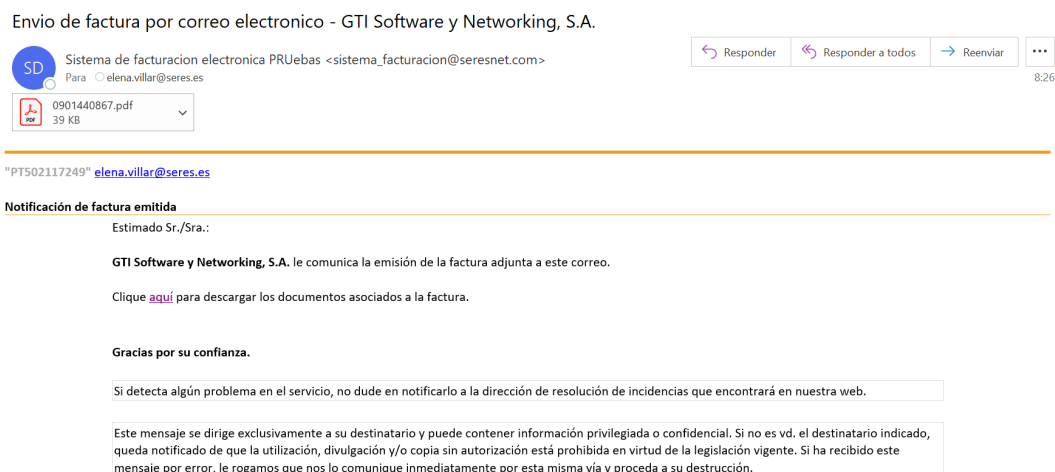 Envio de factura por correo electronico - GTI Software y Networking, S.A.
SD
Sistema de facturacion electronica PRUebas <sistema_facturacion@seresnet.com>
Para elena.villar@seres.es
Responder
Responder a todos
Reenviar
8:26
0901440867.pdf
39 KB
PDF
"PT502117249" elena.villar@seres.es
Notificación de factura emitida
Estimado Sr./Sra.:
GTI Software y Networking, S.A. le comunica la emisión de la factura adjunta a este correo.
Clique aquí para descargar los documentos asociados a la factura.
Gracias por su confianza.
Si detecta algún problema en el servicio, no dude en notificarlo a la dirección de resolución de incidencias que encontrará en nuestra web.
Este mensaje se dirige exclusivamente a su destinatario y puede contener información privilegiada o confidencial. Si no es vd. el destinatario indicado,
queda notificado de que la utilización, divulgación y/o copia sin autorización está prohibida en virtud de la legislación vigente. Si ha recibido este
mensaje por error, le rogamos que nos lo comunique inmediatamente por esta misma vía y proceda a su destrucción.